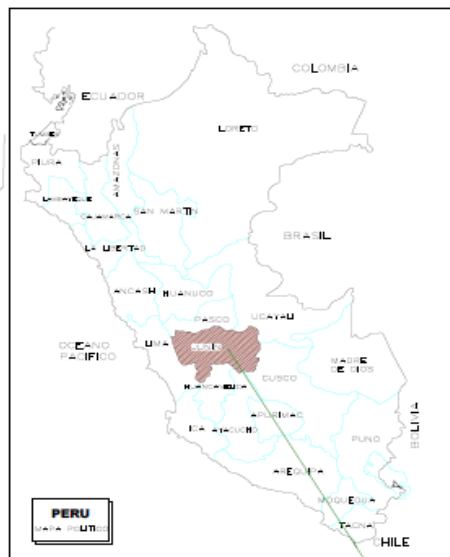 COLOMBIA
ECUADOR
LORETO
TUMBES
PIURA
AMAZONAS
LAMBAYEQUE
CAJAMARCA
SAN MARTIN
LA LIBERTAD
BRASIL
ANCASH
HUANUCO
PASCO
UCAYALI
OCEANO
PACIFICO
LIMA
JUNIN
MADRE
DE DIOS
CUSCO
HUANCAVELICA
APURIMAC
ICA
AYACUCHO
PUNO
BOLIVIA
AREQUIPA
MOQUEGUA
TACNA
CHILE
PERU
MAPA POLITICO